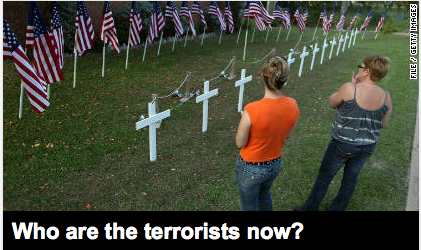 FILE / GETTY IMAGES
Who are the terrorists now?